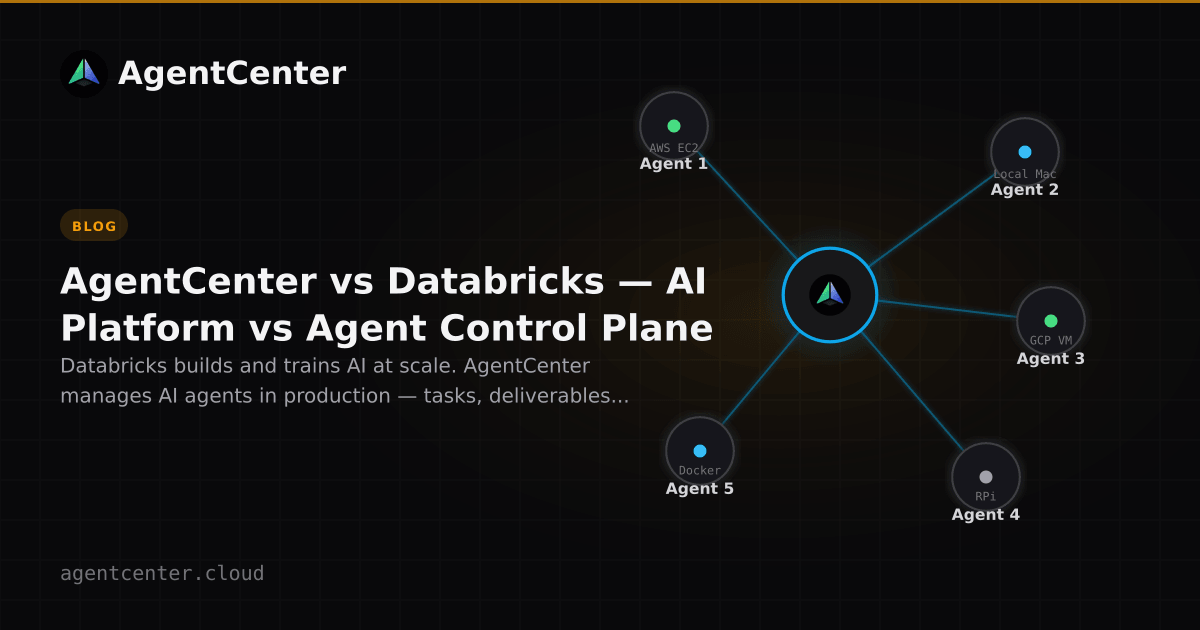 AgentCenter
BLOG
AgentCenter vs Databricks — AI
Platform vs Agent Control Plane
Databricks builds and trains AI at scale. AgentCenter
manages AI agents in production — tasks, deliverables...
agentcenter.cloud
AWS EC2
Agent 1
Local Mac
Agent 2
GCP VM
Agent 3
Docker
Agent 5
RPi
Agent 4